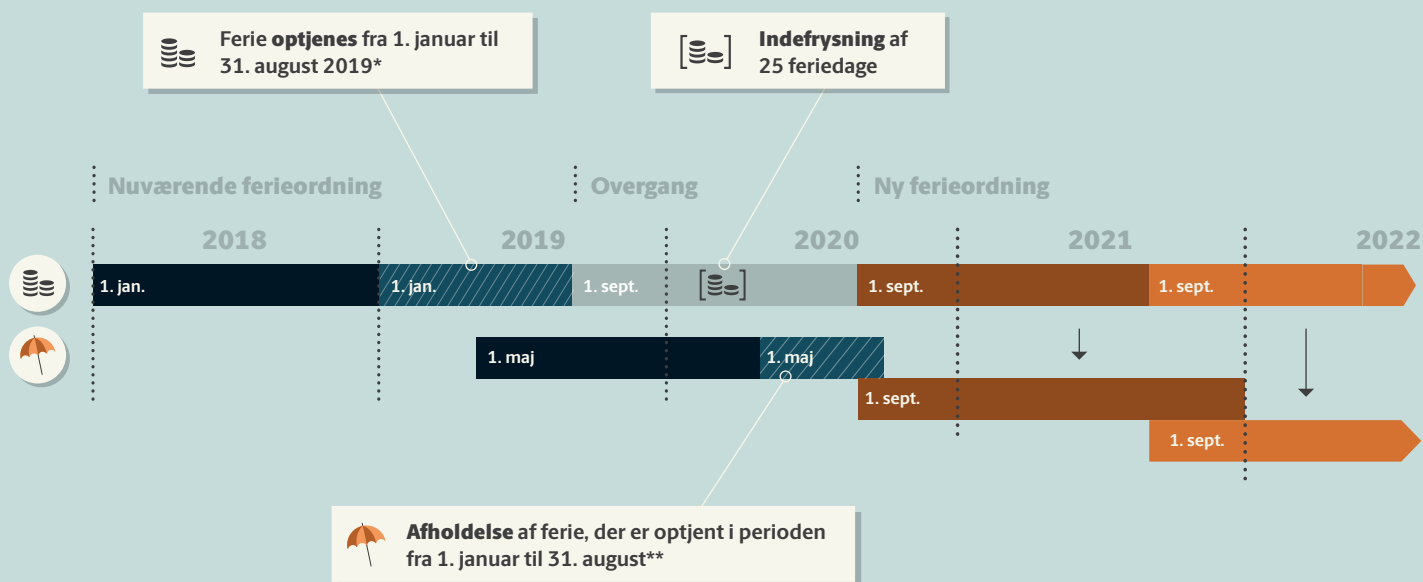 Ferie optjenes fra 1. januar til
31. august 2019*
Indefrysning af
25 feriedage
Nuværende ferieordning
Overgang
Ny ferieordning
2018
2019
2020
2021
2022
1. jan.
1. jan.
1. sept.
1. sept.
1. sept.
1. maj
1. maj
1. sept.
1. sept.
Afholdelse af ferie, der er optjent i perioden
fra 1. januar til 31. august**